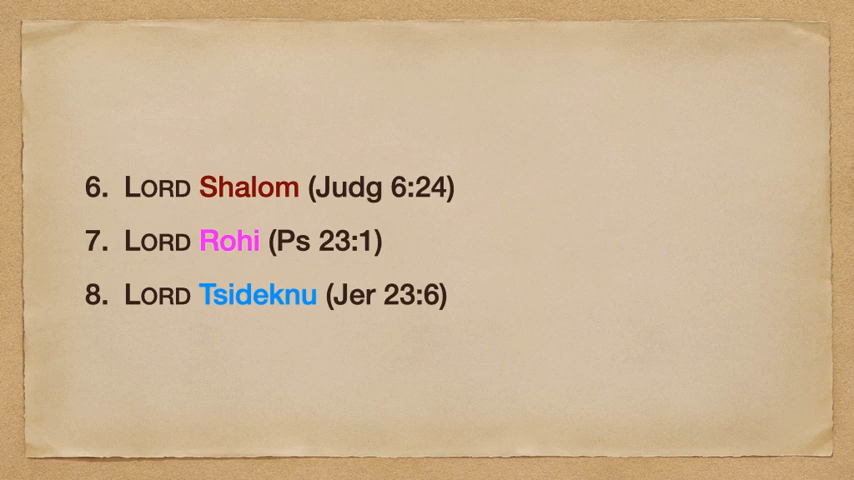 6. LORD Shalom (Judg 6:24)
7. LORD Rohi (Ps 23:1)
8. LORD Tsideknu (Jer 23:6)